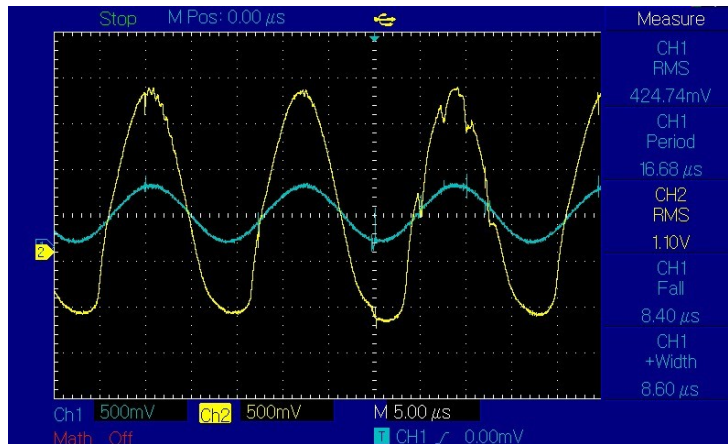 Stop M Pos: 0.00 μs
Measure
CH1
RMS
424.74mV
CH1
Period
16.68 μs
CH2
RMS
1.10V
CH1
Fall
8.40 μs
CH1
+Width
8.60 μs
2
Ch1 500mV Ch2 500mV M 5.00 μs
Math Off T CH1 0.00mV